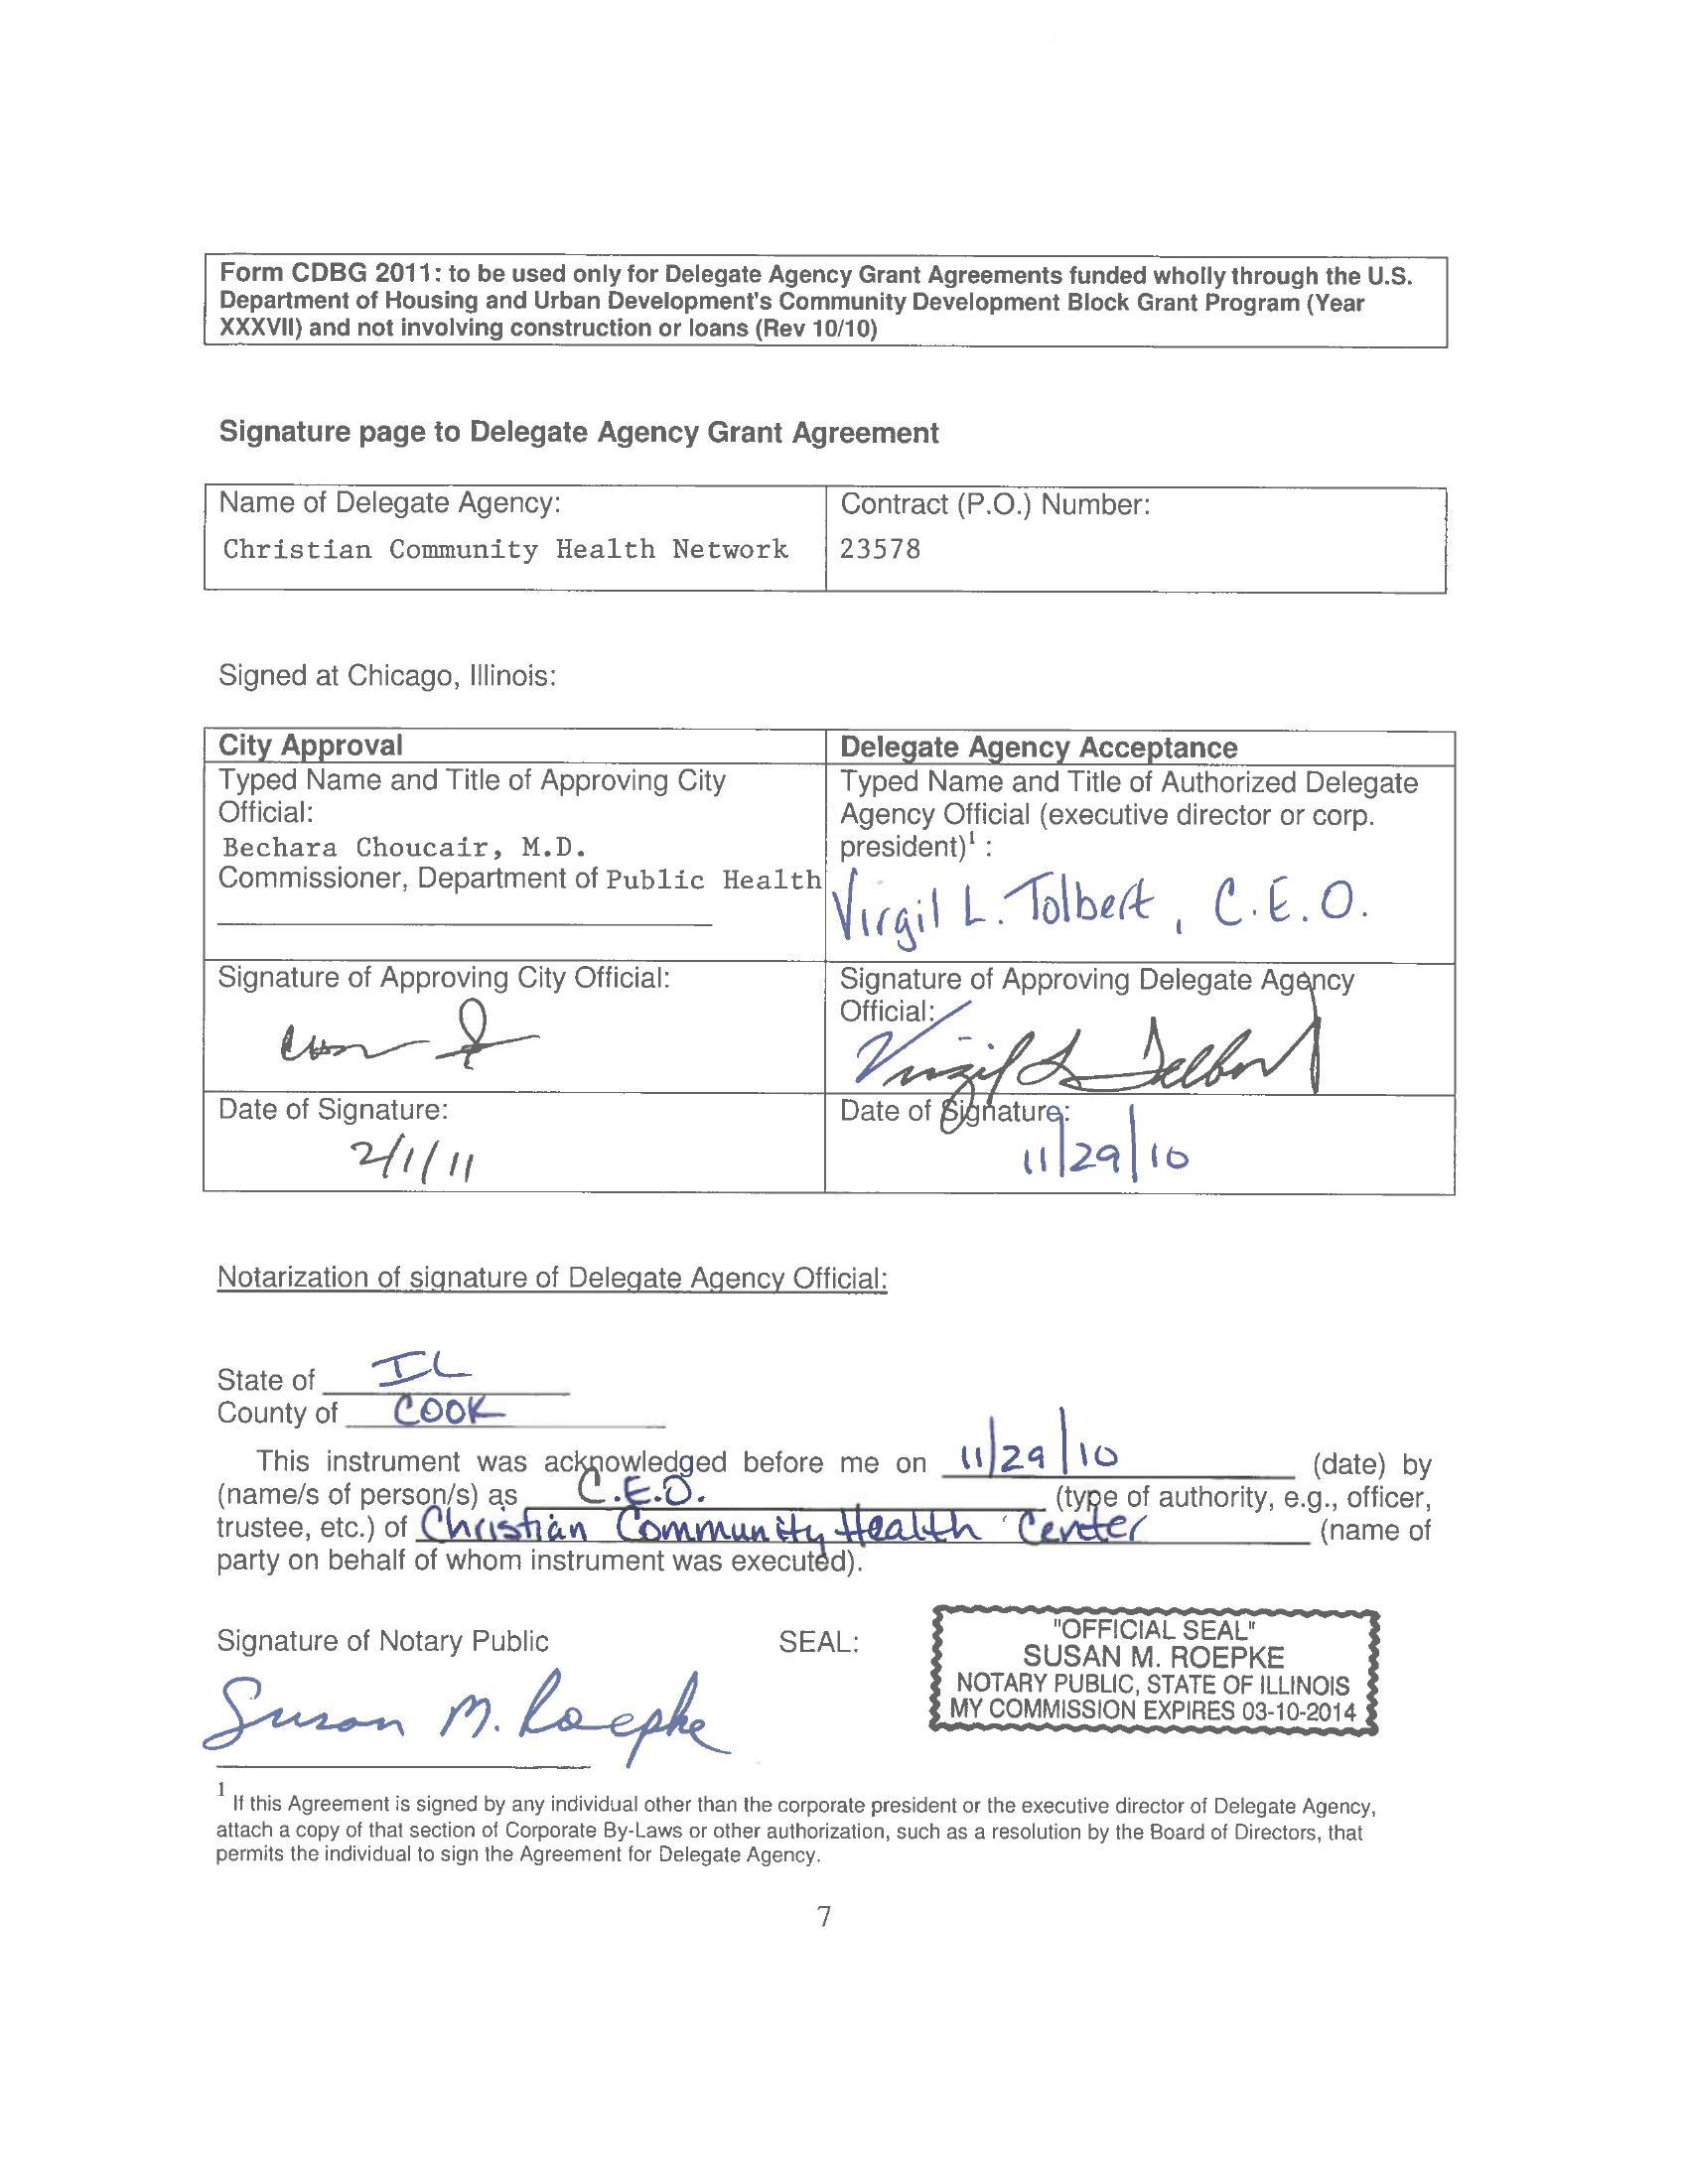 Form CDBG 2011: to be used only for Delegate Agency Grant Agreements funded wholly through the U.S.
Department of Housing and Urban Development's Community Development Block Grant Program (Year
XXXVII) and not involving construction or loans (Rev 10/10)
Signature page to Delegate Agency Grant Agreement
Name of Delegate Agency:
Christian Community Health Network
Contract (P.O.) Number:
23578
Signed at Chicago, Illinois:
City Approval
Typed Name and Title of Approving City
Official:
Bechara Choucair, M.D.
Commissioner, Department of Public Health
Delegate Agency Acceptance
Typed Name and Title of Authorized Delegate
Agency Official (executive director or corp.
president)1 :
Virgil L. Tolbert, C.E.O.
Signature of Approving City Official:
Signature of Approving Delegate Agency
Official:
Virgil L Tolbert
Date of Signature:
2/1/11
Date of Signature:
11/29/10
Notarization of signature of Delegate Agency Official:
State of IL
County of COOK
This instrument was acknowledged before me on 11/29/10 (date) by
(name/s of person/s) as C.E.O. (type of authority, e.g., officer,
trustee, etc.) of Christian Community Health Center (name of
party on behalf of whom instrument was executed).
Signature of Notary Public
SEAL:
Susan M. Roepke
"OFFICIAL SEAL"
SUSAN M. ROEPKE
NOTARY PUBLIC, STATE OF ILLINOIS
MY COMMISSION EXPIRES 03-10-2014
1 If this Agreement is signed by any individual other than the corporate president or the executive director of Delegate Agency,
attach a copy of that section of Corporate By-Laws or other authorization, such as a resolution by the Board of Directors, that
permits the individual to sign the Agreement for Delegate Agency.
7